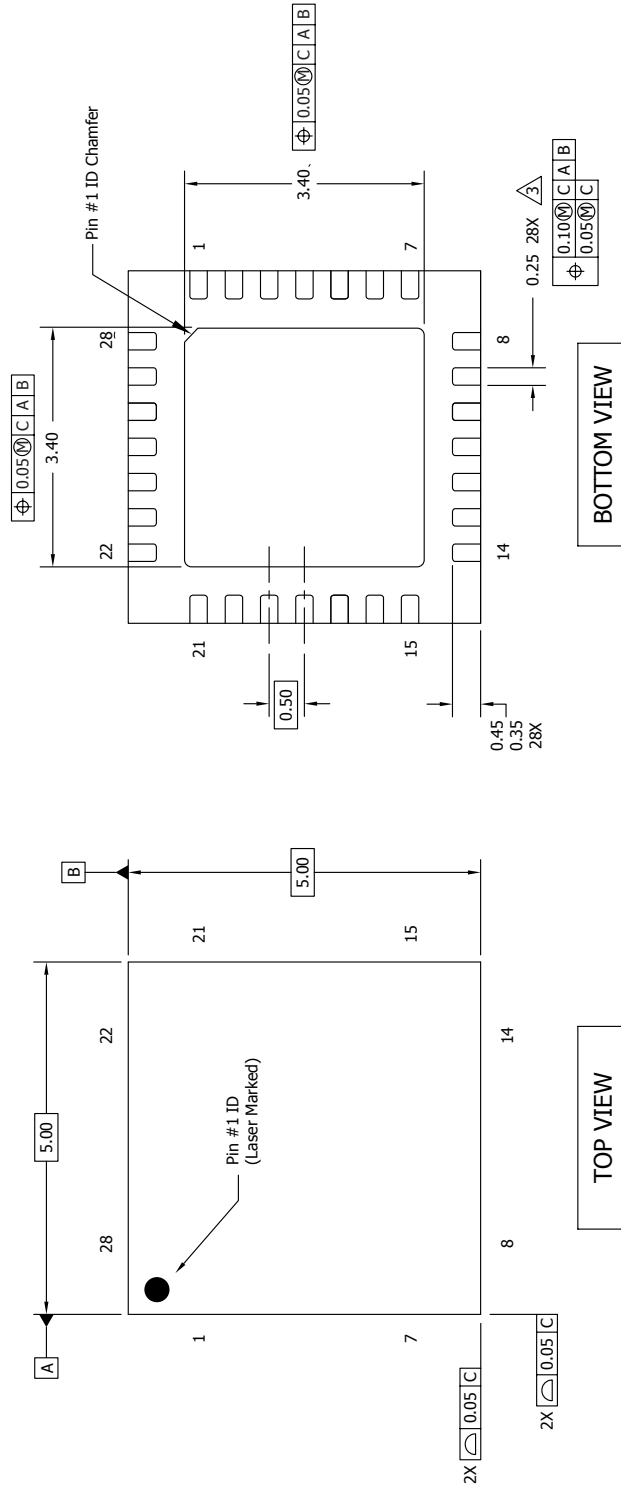 A
5.00
B
28
22
1
21
Pin #1 ID
(Laser Marked)
5.00
7
15
8
14
2X ⌓ 0.05 C
2X ⌓ 0.05 C
TOP VIEW
⌖ 0.05 Ⓜ C A B
3.40
Pin #1 ID Chamfer
22
28
21
1
3.40
⌖ 0.05 Ⓜ C A B
0.50
15
7
14
8
0.45
0.35
28X
0.25 28X 3
⌖ 0.10 Ⓜ C A B
0.05 Ⓜ C
BOTTOM VIEW